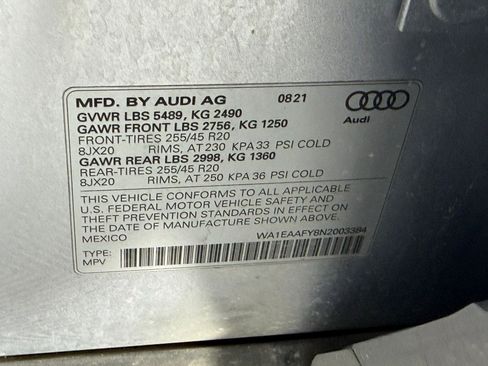 MFD. BY AUDI AG 08 21
GVWR LBS 5489, KG 2490
GAWR FRONT LBS 2756, KG 1250
FRONT-TIRES 255/45 R20
8JX20 RIMS, AT 230 KPA 33 PSI COLD
GAWR REAR LBS 2998, KG 1360
REAR-TIRES 255/45 R20
8JX20 RIMS, AT 250 KPA 36 PSI COLD
Audi
THIS VEHICLE CONFORMS TO ALL APPLICABLE
U.S. FEDERAL MOTOR VEHICLE SAFETY AND
THEFT PREVENTION STANDARDS IN EFFECT ON
THE DATE OF MANUFACTURE SHOWN ABOVE.
MEXICO WA1EAAFY8N2003384
TYPE:
MPV